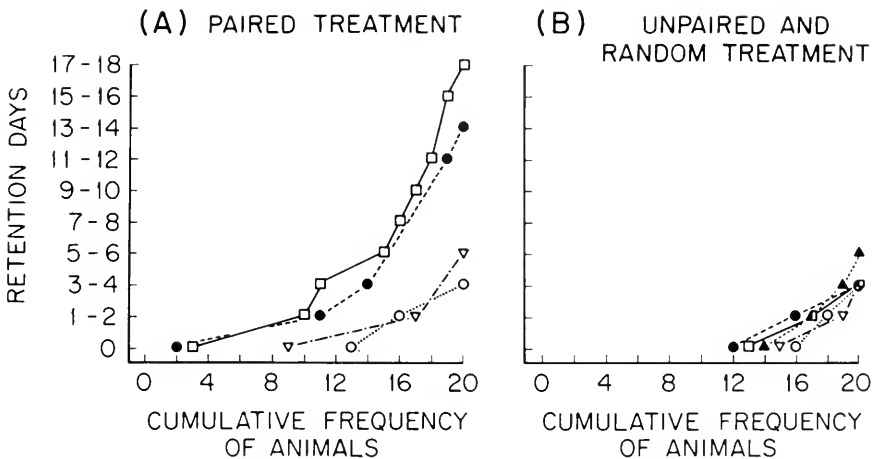 (A) PAIRED TREATMENT
(B) UNPAIRED AND
RANDOM TREATMENT
RETENTION DAYS
17-18
15-16
13-14
11-12
9-10
7-8
5-6
3-4
1-2
0
0 4 8 12 16 20
CUMULATIVE FREQUENCY
OF ANIMALS
0 4 8 12 16 20
CUMULATIVE FREQUENCY
OF ANIMALS